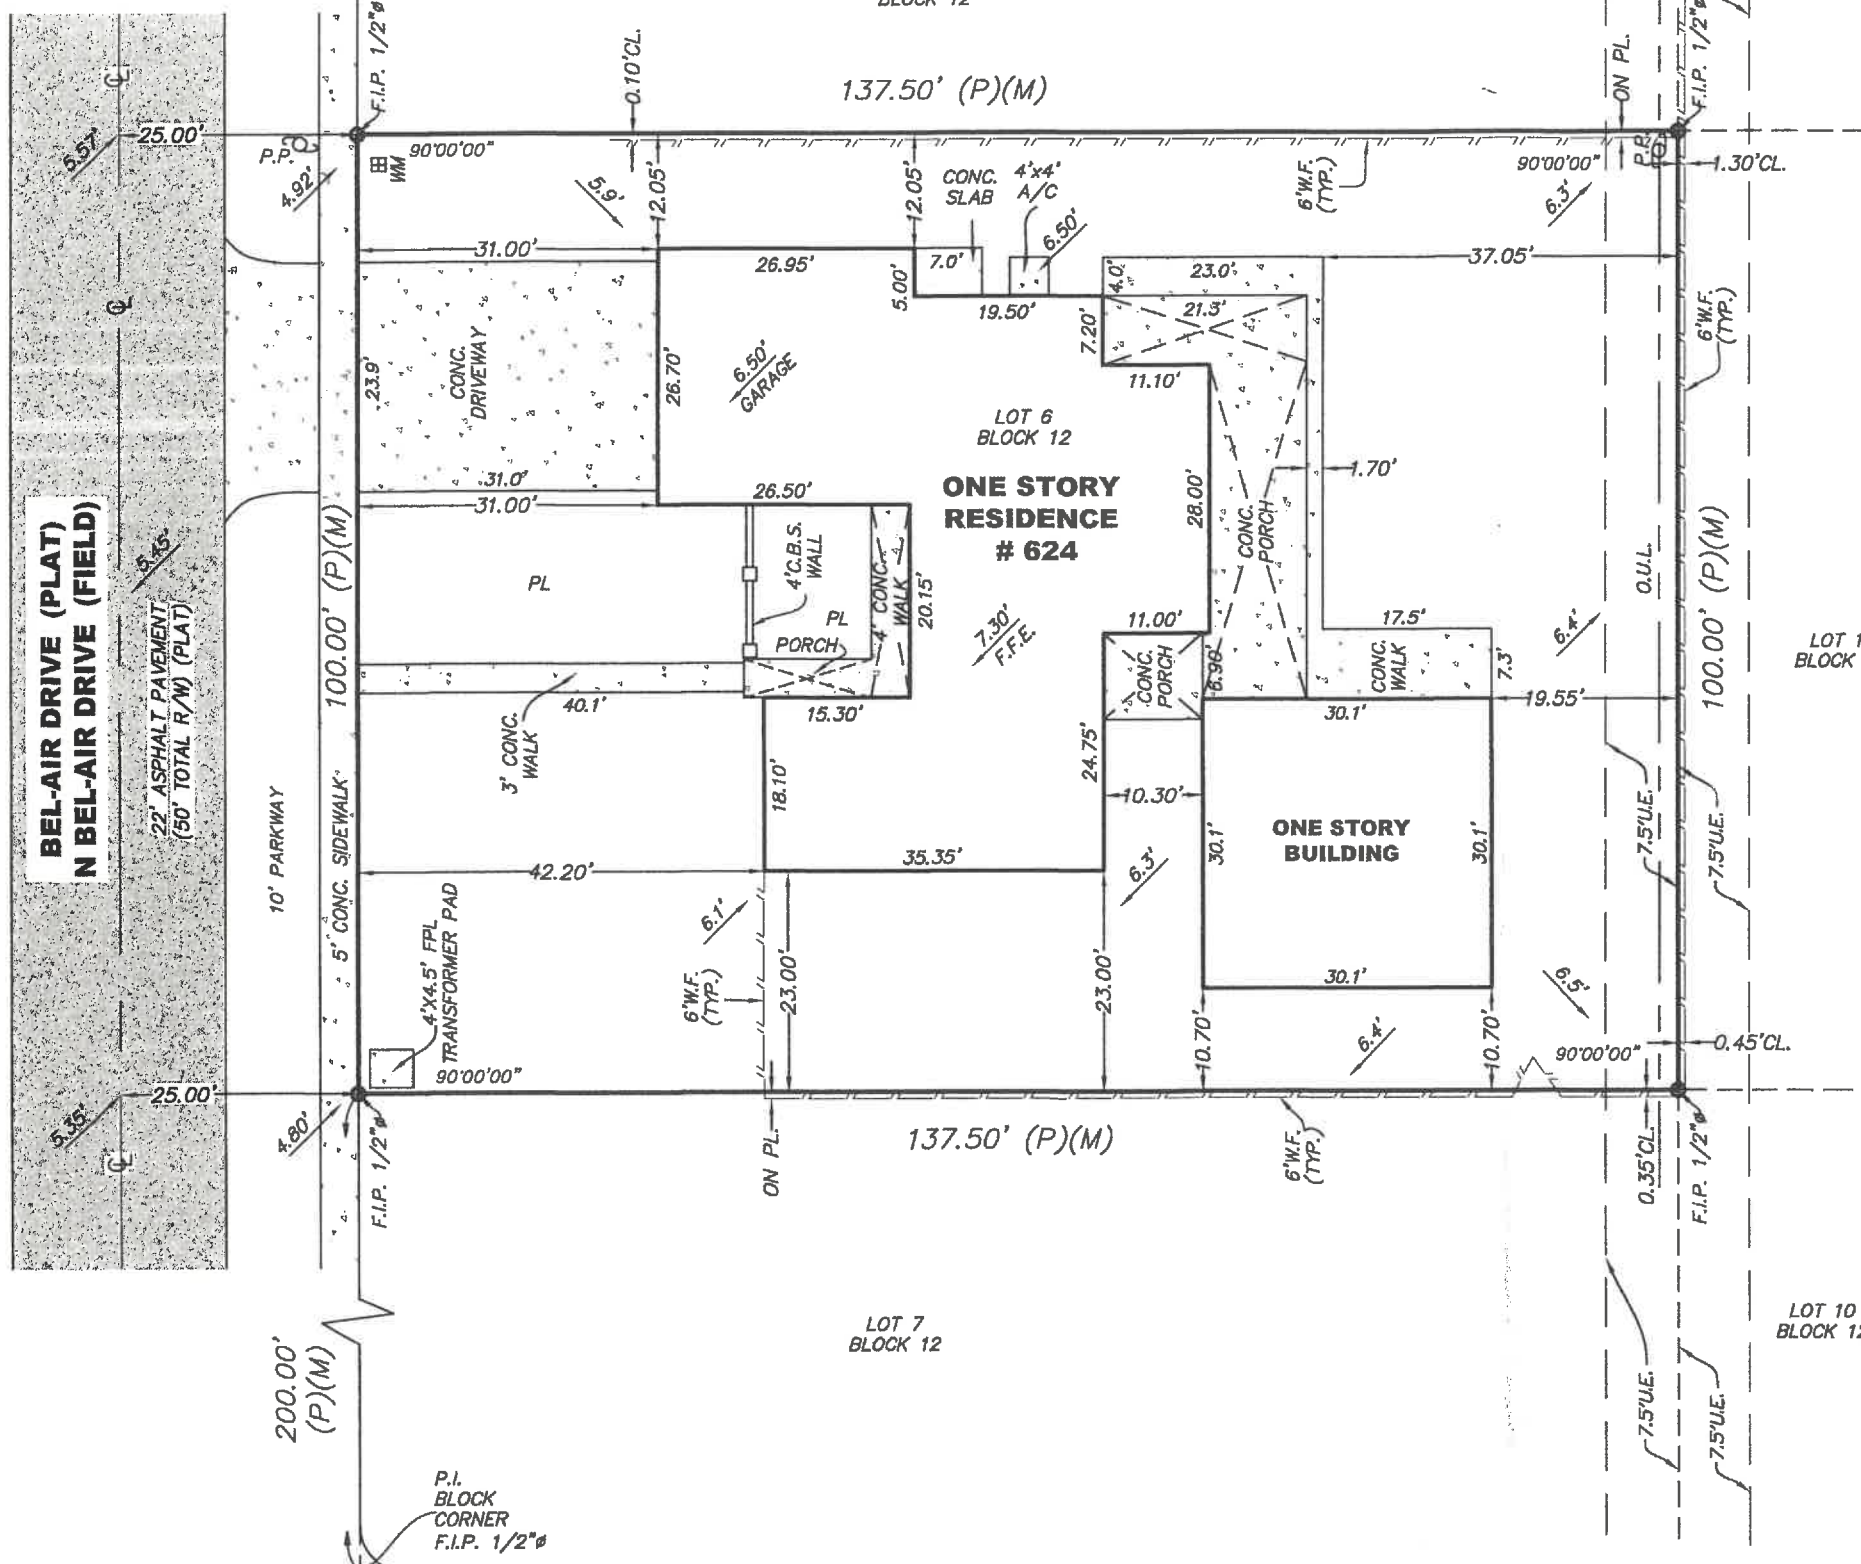 BLOCK 12
F.I.P. 1/2"ø
0.10'CL.
137.50' (P)(M)
ON PL.
F.I.P. 1/2"ø
℄
5.57'
25.00'
P.P.
4.92'
WM
90°00'00"
5.9'
12.05'
12.05'
CONC.
SLAB
4'x4'
A/C
6.50'
6'W.F.
(TYP.)
90°00'00"
P.P.
1.30'CL.
6.3'
31.00'
26.95'
7.0'
5.00'
19.50'
4.0'
23.0'
21.3'
37.05'
6'W.F.
(TYP.)
℄
23.9'
CONC.
DRIVEWAY
26.70'
6.50'
GARAGE
7.20'
11.10'
LOT 6
BLOCK 12
ONE STORY
RESIDENCE
# 624
1.70'
31.0'
31.00'
26.50'
28.00'
CONC.
PORCH
BEL-AIR DRIVE (PLAT)
N BEL-AIR DRIVE (FIELD)
5.45'
22' ASPHALT PAVEMENT
(50' TOTAL R/W) (PLAT)
100.00' (P)(M)
PL
4'C.B.S.
WALL
PL
PORCH
4' CONC.
WALK
20.15'
7.30'
F.F.E.
11.00'
CONC.
PORCH
6.90'
17.5'
CONC.
WALK
7.3'
6.4'
O.U.L.
100.00' (P)(M)
LOT 1
BLOCK
40.1'
3' CONC.
WALK
15.30'
30.1'
19.55'
10' PARKWAY
5' CONC. SIDEWALK
18.10'
24.75'
10.30'
30.1'
ONE STORY
BUILDING
30.1'
7.5'U.E.
7.5'U.E.
42.20'
35.35'
6.3'
4'X4.5' FPL
TRANSFORMER PAD
6.1'
6'W.F.
(TYP.)
23.00'
23.00'
30.1'
6.5'
10.70'
6.4'
10.70'
90°00'00"
0.45'CL.
90°00'00"
25.00'
5.35'
4.80'
℄
F.I.P. 1/2"ø
ON PL.
137.50' (P)(M)
6'W.F.
(TYP.)
0.35'CL.
F.I.P. 1/2"ø
LOT 7
BLOCK 12
LOT 10
BLOCK 12
200.00'
(P)(M)
7.5'U.E.
7.5'U.E.
P.I.
BLOCK
CORNER
F.I.P. 1/2"ø